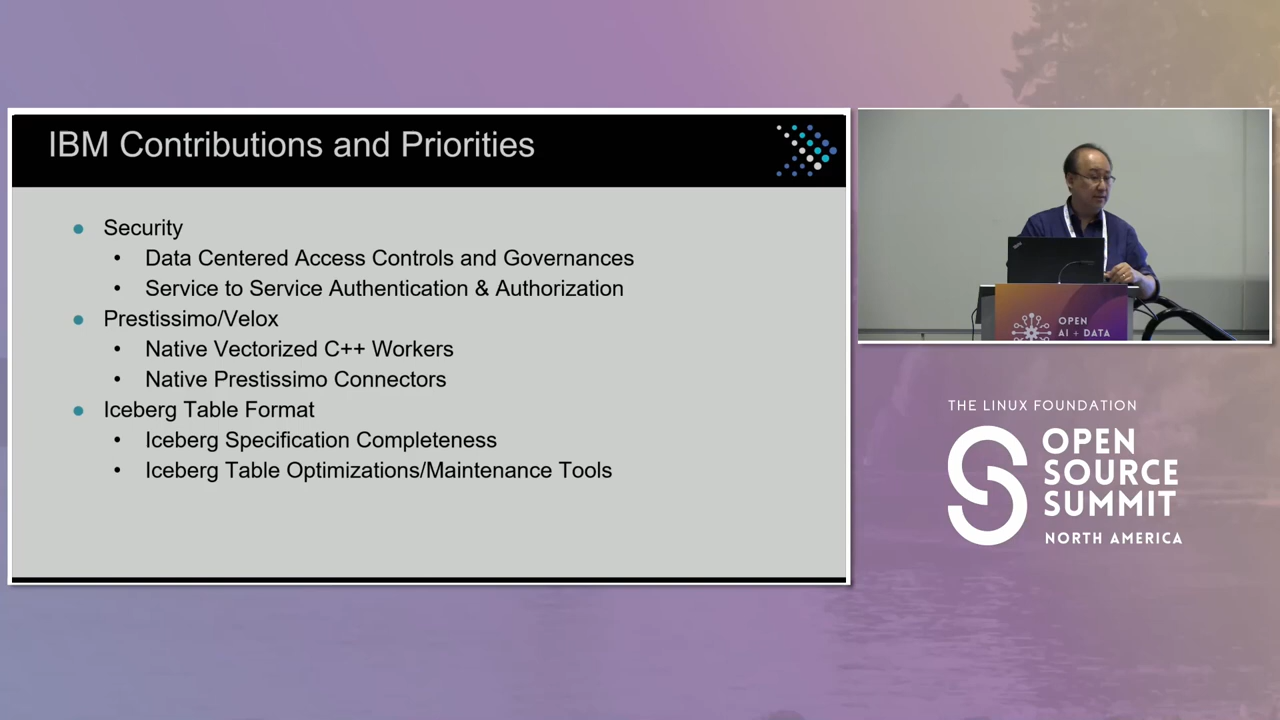 IBM Contributions and Priorities
● Security
• Data Centered Access Controls and Governances
• Service to Service Authentication & Authorization
● Prestissimo/Velox
• Native Vectorized C++ Workers
• Native Prestissimo Connectors
● Iceberg Table Format
• Iceberg Specification Completeness
• Iceberg Table Optimizations/Maintenance Tools
OPEN
AI + DATA
THE LINUX FOUNDATION
OPEN
SOURCE
SUMMIT
NORTH AMERICA